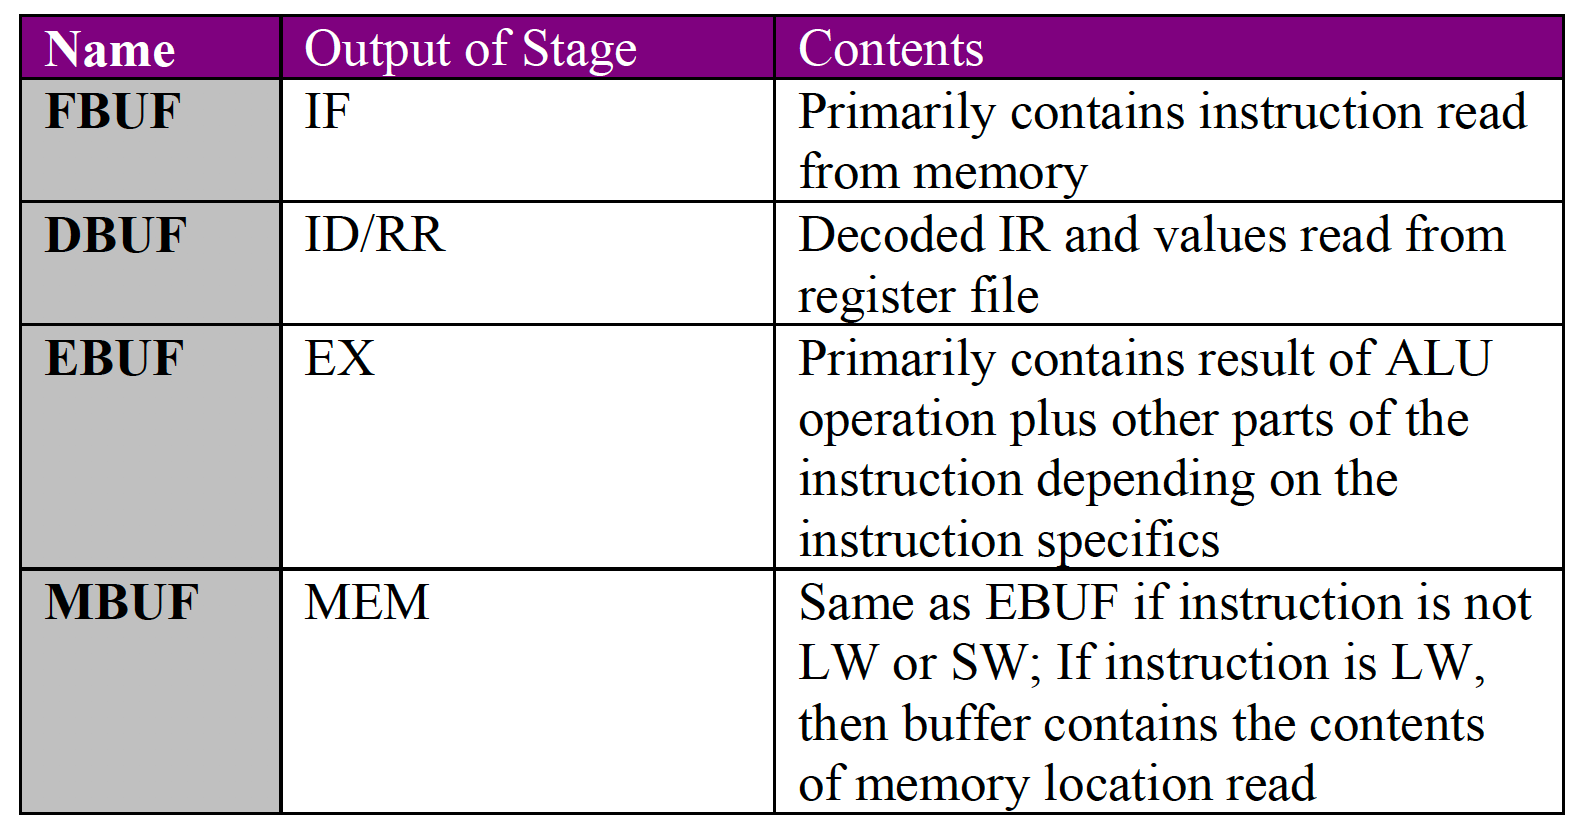 Name Output of Stage Contents
FBUF IF Primarily contains instruction read
from memory
DBUF ID/RR Decoded IR and values read from
register file
EBUF EX Primarily contains result of ALU
operation plus other parts of the
instruction depending on the
instruction specifics
MBUF MEM Same as EBUF if instruction is not
LW or SW; If instruction is LW,
then buffer contains the contents
of memory location read